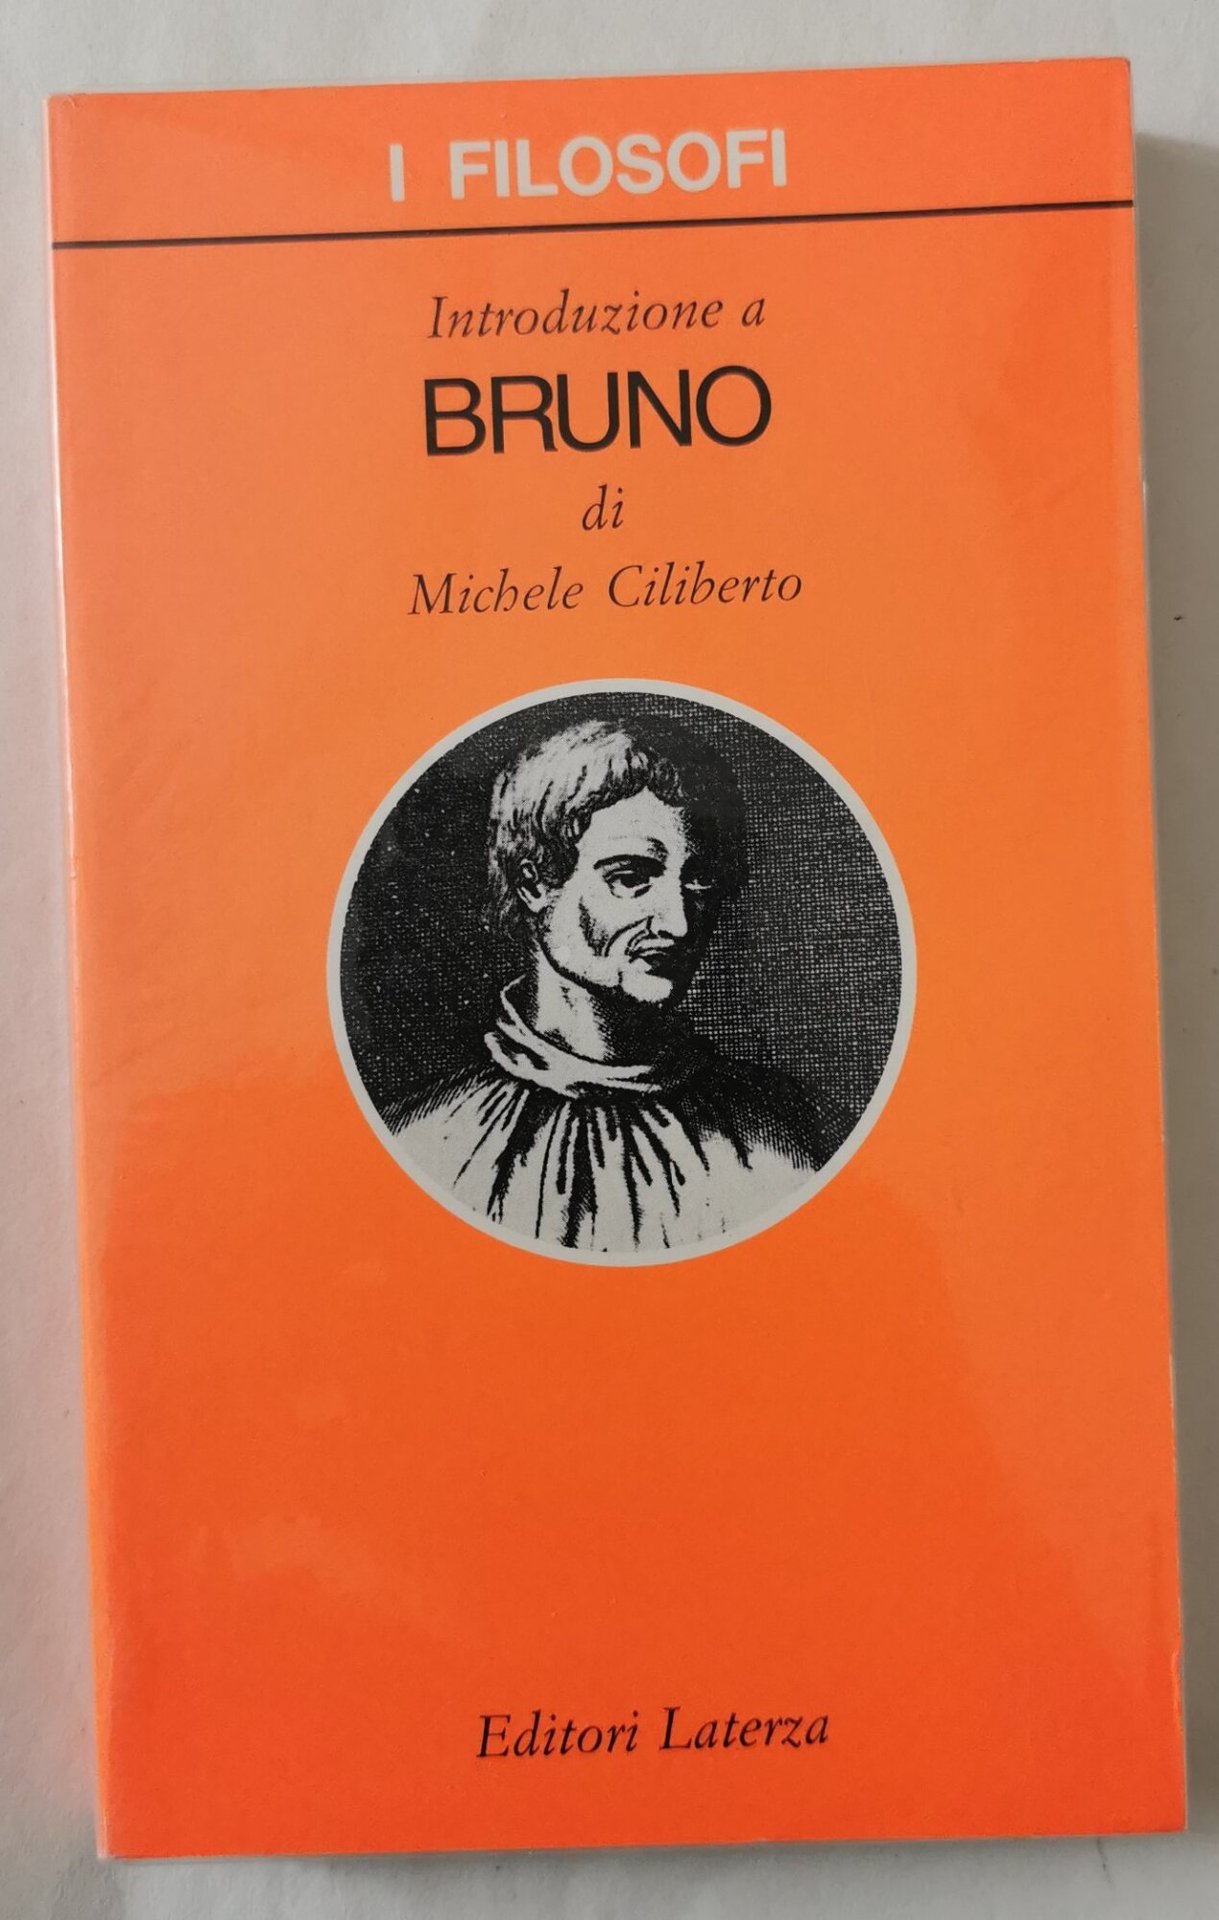 I FILOSOFI
Introduzione a
BRUNO
di
Michele Ciliberto
Editori Laterza